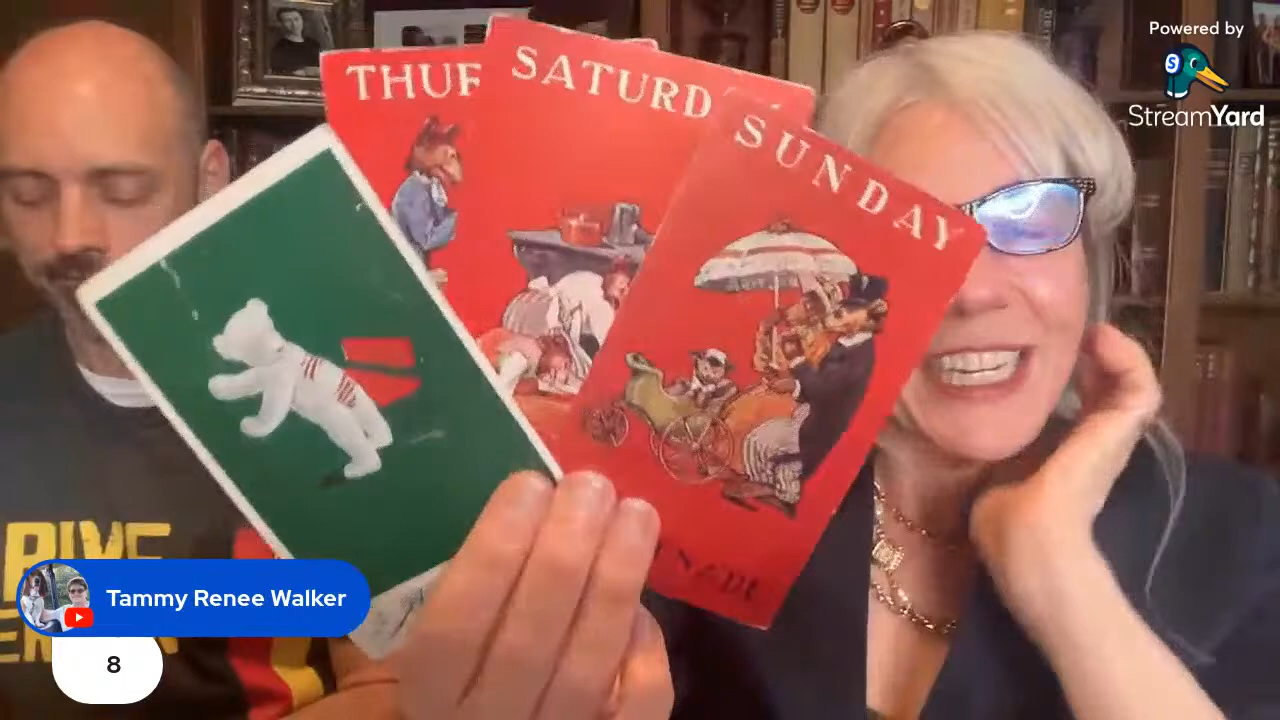 Powered by
StreamYard
THUR
SATURD
SUNDAY
Tammy Renee Walker
8